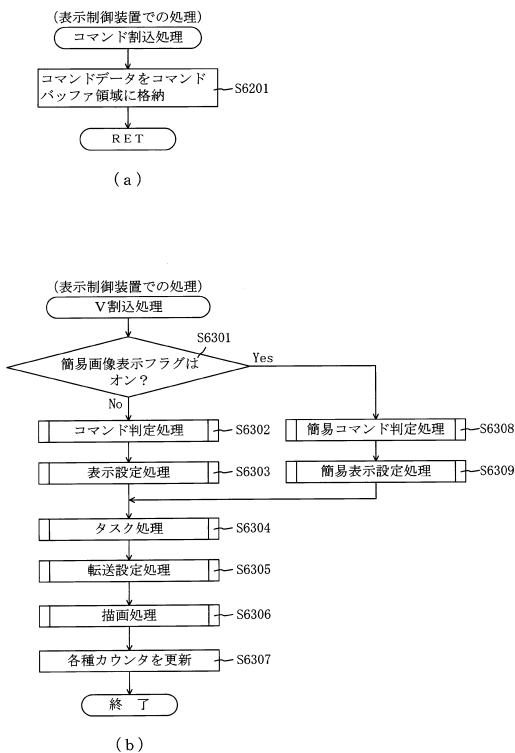 (表示制御装置での処理)
コマンド割込処理
コマンドデータをコマンド
バッファ領域に格納
S6201
RET
(a)
(表示制御装置での処理)
V割込処理
S6301
簡易画像表示フラグは
オン?
Yes
No
コマンド判定処理
S6302
簡易コマンド判定処理
S6308
表示設定処理
S6303
簡易表示設定処理
S6309
タスク処理
S6304
転送設定処理
S6305
描画処理
S6306
各種カウンタを更新
S6307
終了
(b)